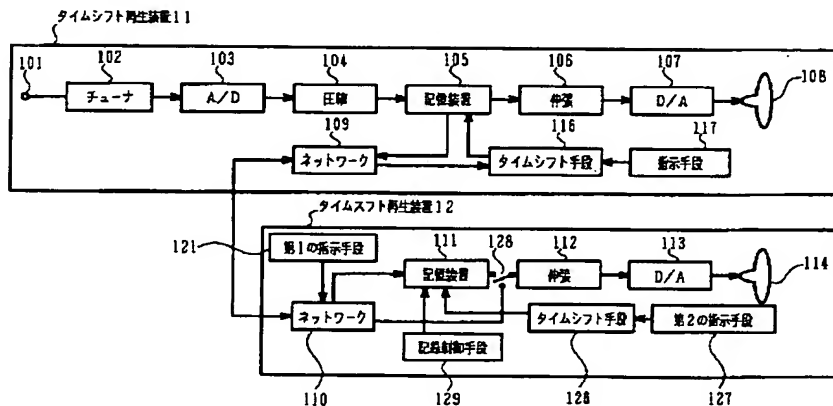 タイムシフト再生装置11
101
102
103
104
105
106
107
108
チューナ
A/D
圧縮
記憶装置
伸張
D/A
109
116
117
ネットワーク
タイムシフト手段
指示手段
タイムスフト再生装置12
121
第1の指示手段
111
128
112
113
114
記憶装置
伸張
D/A
ネットワーク
タイムシフト手段
第2の指示手段
記録制御手段
110
129
128
127